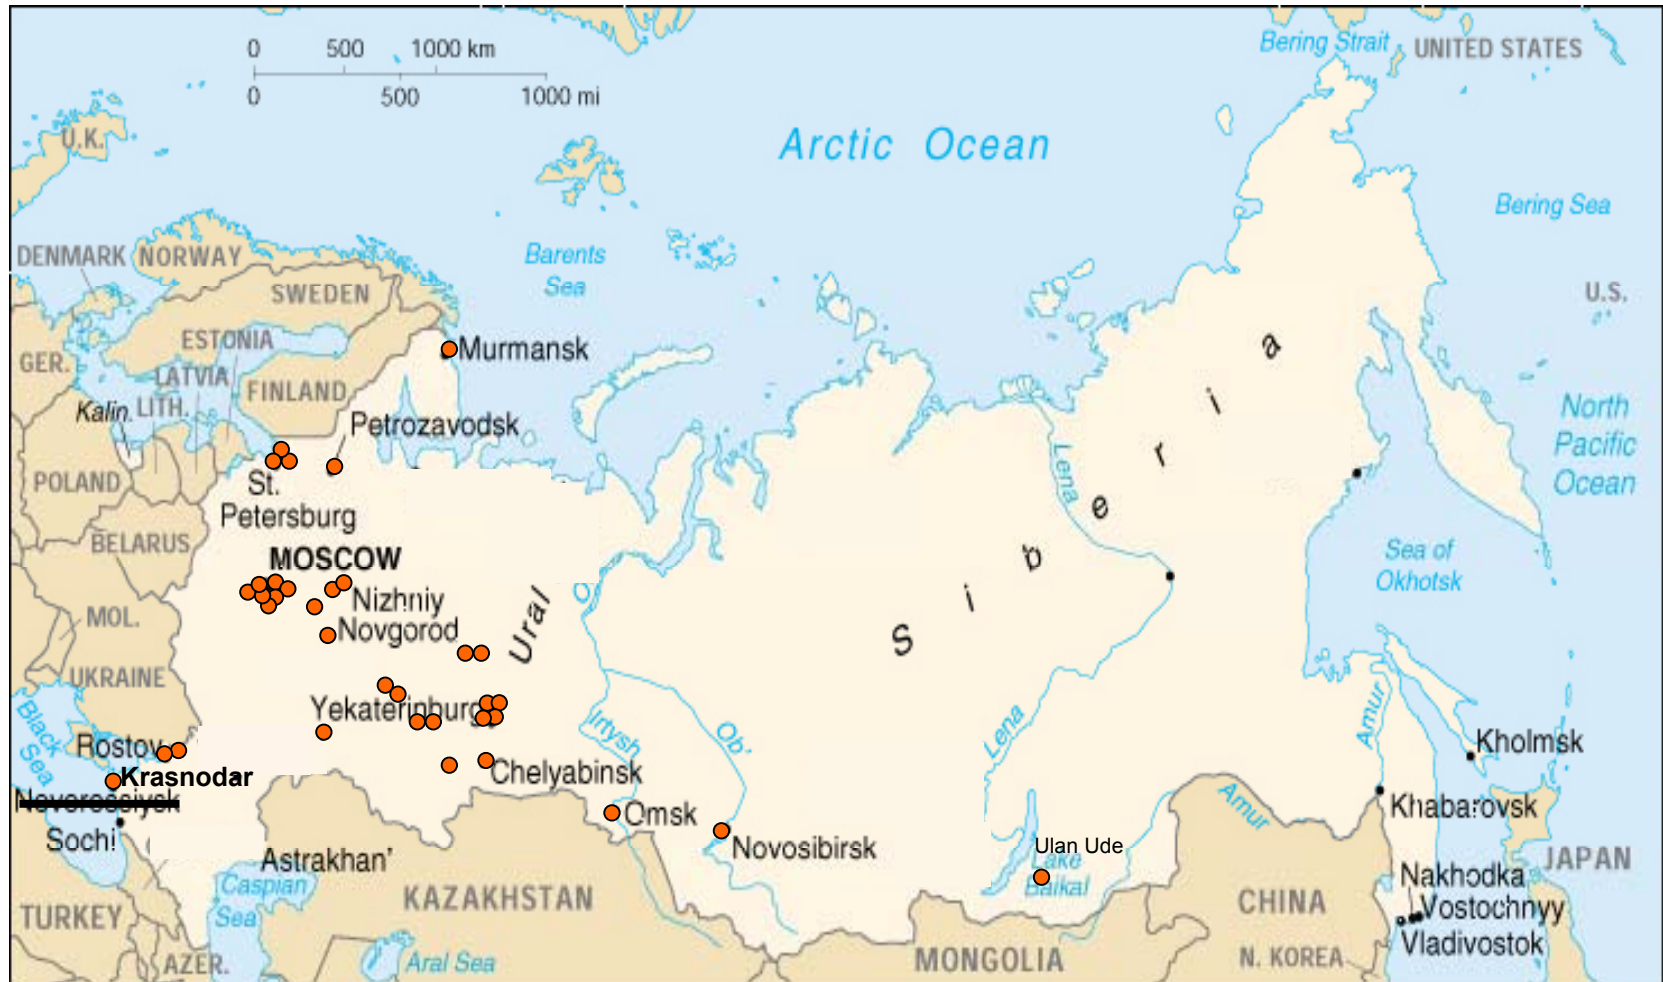 0 500 1000 km
0 500 1000 mi
Bering Strait
UNITED STATES
U.K.
Arctic Ocean
Bering Sea
DENMARK
NORWAY
Barents
Sea
SWEDEN
U.S.
ESTONIA
Murmansk
GER.
LATVIA
FINLAND
Kalin.
LITH.
Petrozavodsk
North
Pacific
Ocean
POLAND
St.
Petersburg
Lena
Siberia
BELARUS
MOSCOW
Sea of
Okhotsk
Nizhniy
Novgorod
MOL.
Ural
O
UKRAINE
Yekaterinburg
Irtysh
Ob'
Lena
Amur
Black
Sea
Rostov
Krasnodar
Novorossiysk
Sochi
Chelyabinsk
Omsk
Novosibirsk
Kholmsk
Khabarovsk
Amur
Ulan Ude
Lake
Baikal
JAPAN
Astrakhan'
Caspian
Sea
KAZAKHSTAN
CHINA
Nakhodka
Vostochnyy
Vladivostok
TURKEY
AZER.
Aral Sea
MONGOLIA
N. KOREA